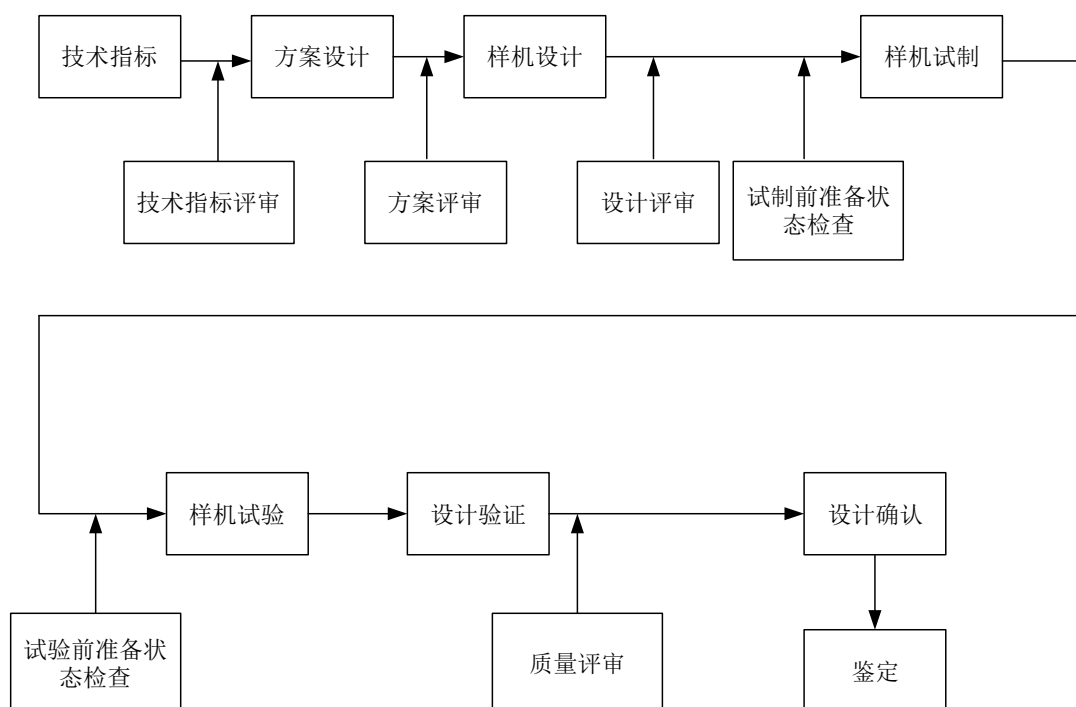 技术指标
方案设计
样机设计
样机试制
技术指标评审
方案评审
设计评审
试制前准备状
态检查
样机试验
设计验证
设计确认
试验前准备状
态检查
质量评审
鉴定